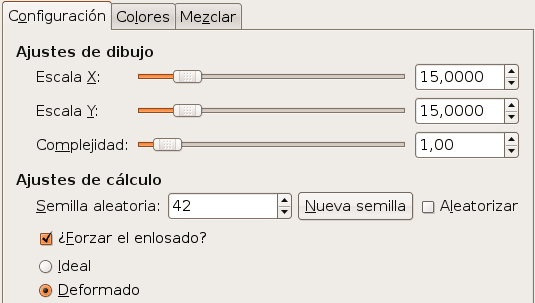 Configuración Colores Mezclar
Ajustes de dibujo
Escala X: 15,0000
Escala Y: 15,0000
Complejidad: 1,00
Ajustes de cálculo
Semilla aleatoria: 42 Nueva semilla Aleatorizar
¿Forzar el enlosado?
Ideal
Deformado